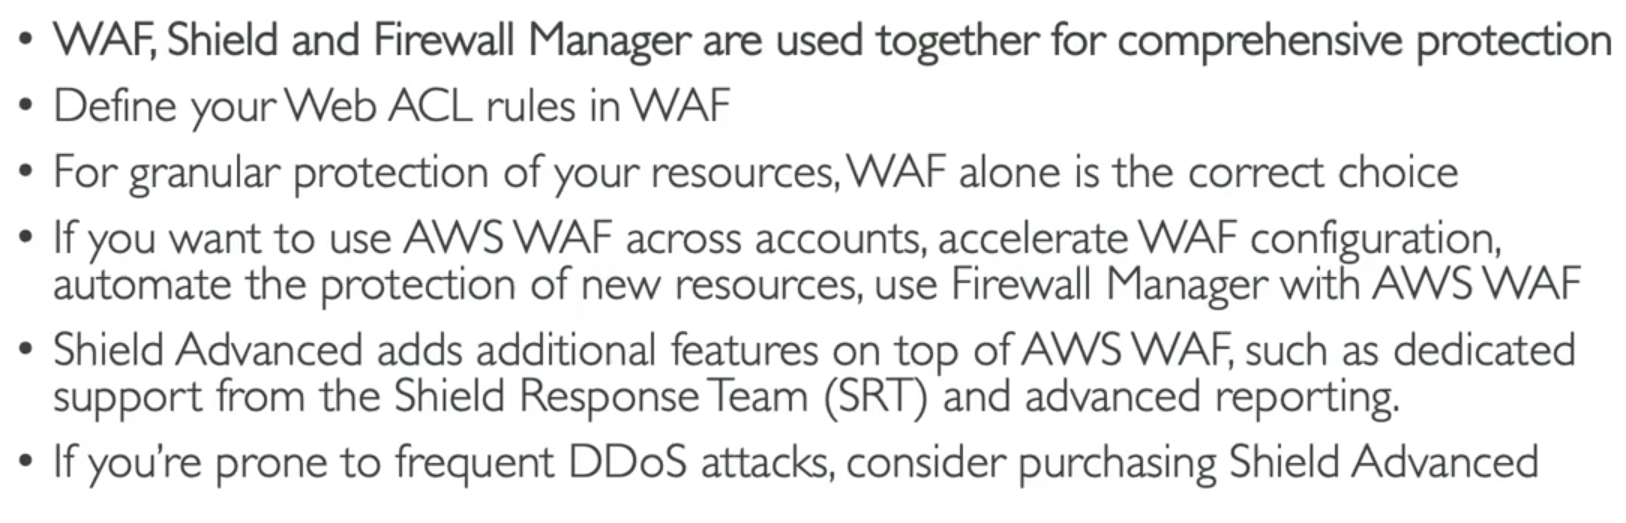 • WAF, Shield and Firewall Manager are used together for comprehensive protection
• Define your Web ACL rules in WAF
• For granular protection of your resources, WAF alone is the correct choice
• If you want to use AWS WAF across accounts, accelerate WAF configuration,
automate the protection of new resources, use Firewall Manager with AWS WAF
• Shield Advanced adds additional features on top of AWS WAF, such as dedicated
support from the Shield Response Team (SRT) and advanced reporting.
• If you're prone to frequent DDoS attacks, consider purchasing Shield Advanced